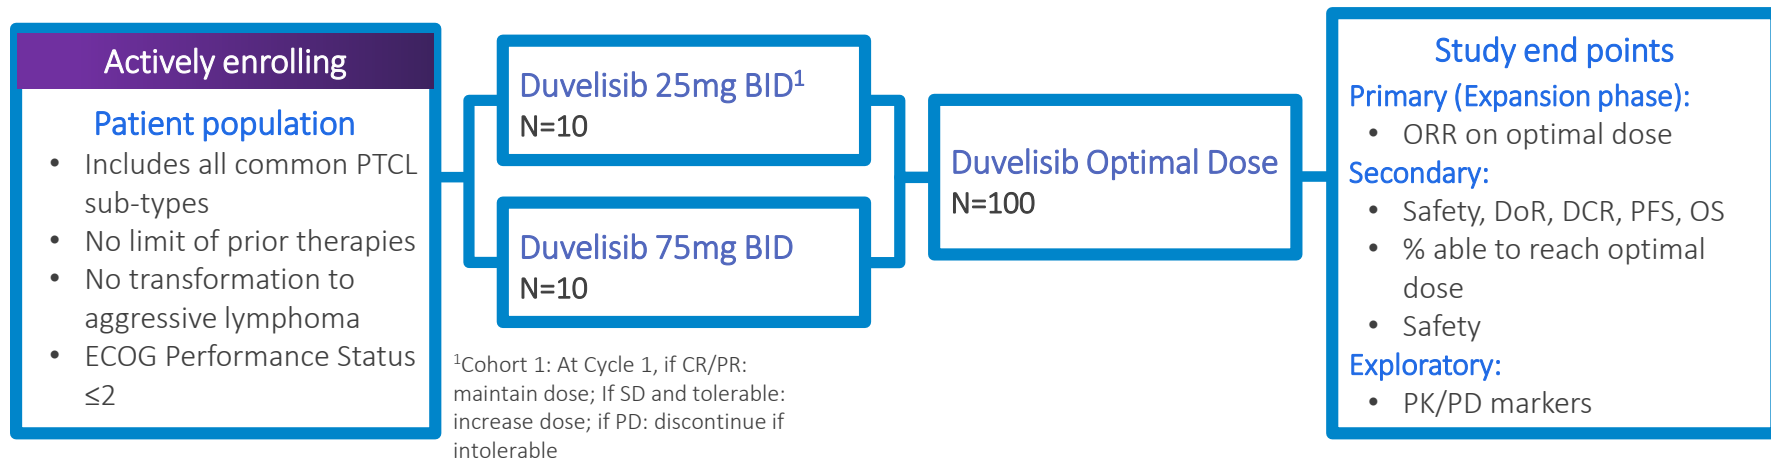 Actively enrolling
Patient population
• Includes all common PTCL
sub-types
• No limit of prior therapies
• No transformation to
aggressive lymphoma
• ECOG Performance Status
≤2
Duvelisib 25mg BID¹
N=10
Duvelisib 75mg BID
N=10
¹Cohort 1: At Cycle 1, if CR/PR:
maintain dose; If SD and tolerable:
increase dose; if PD: discontinue if
intolerable
Duvelisib Optimal Dose
N=100
Study end points
Primary (Expansion phase):
• ORR on optimal dose
Secondary:
• Safety, DoR, DCR, PFS, OS
• % able to reach optimal
dose
• Safety
Exploratory:
• PK/PD markers